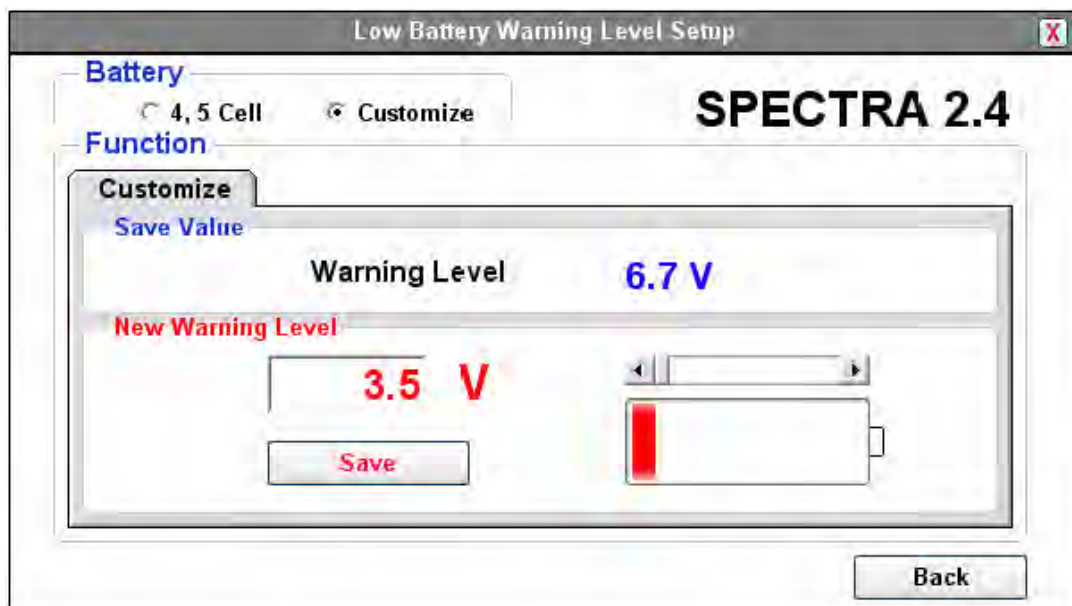 Low Battery Warning Level Setup X
Battery
4, 5 Cell Customize
SPECTRA 2.4
Function
Customize
Save Value
Warning Level 6.7 V
New Warning Level
3.5 V
Save
Back